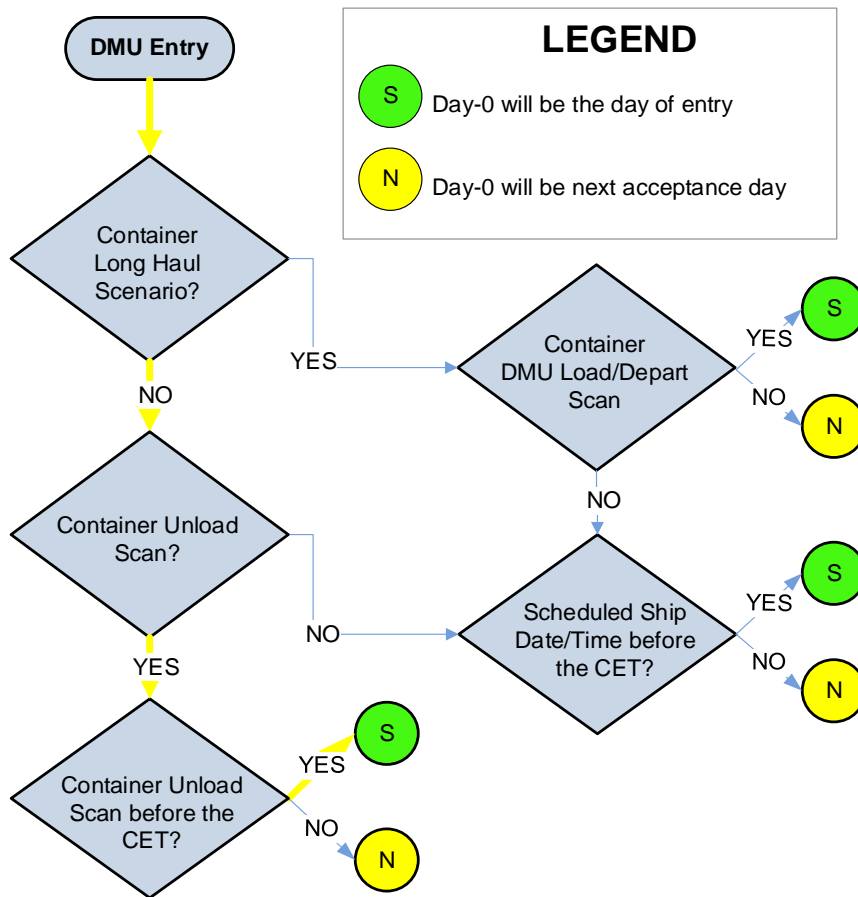 DMU Entry
LEGEND
S
Day-0 will be the day of entry
N
Day-0 will be next acceptance day
Container
Long Haul
Scenario?
YES
NO
Container
DMU Load/Depart
Scan
YES
S
NO
N
NO
Container Unload
Scan?
NO
YES
Scheduled Ship
Date/Time before
the CET?
YES
S
NO
N
Container Unload
Scan before the
CET?
YES
S
NO
N